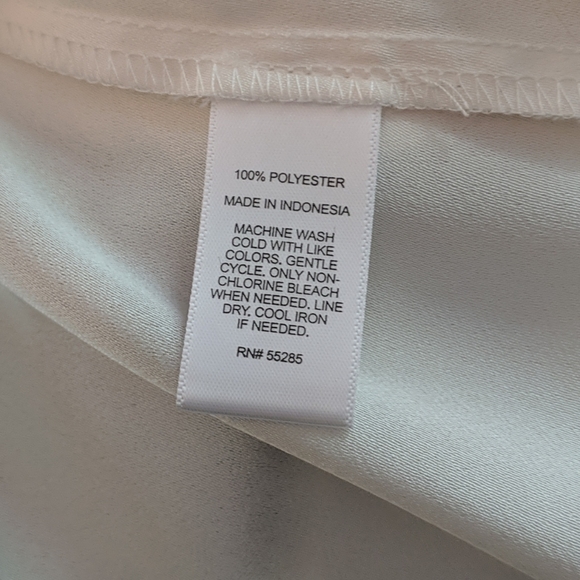 100% POLYESTER
MADE IN INDONESIA
MACHINE WASH
COLD WITH LIKE
COLORS. GENTLE
CYCLE. ONLY NON-
CHLORINE BLEACH
WHEN NEEDED. LINE
DRY. COOL IRON
IF NEEDED.
RN# 55285